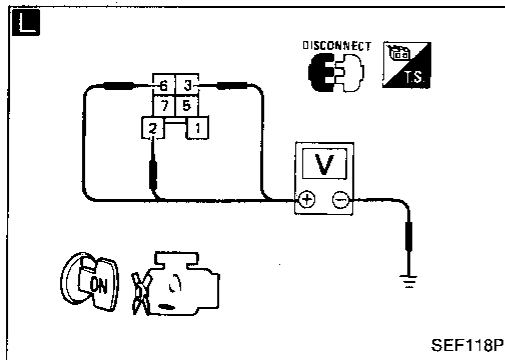 L
DISCONNECT
T.S.
6 3
7 5
2 1
V
+ −
ON
SEF118P